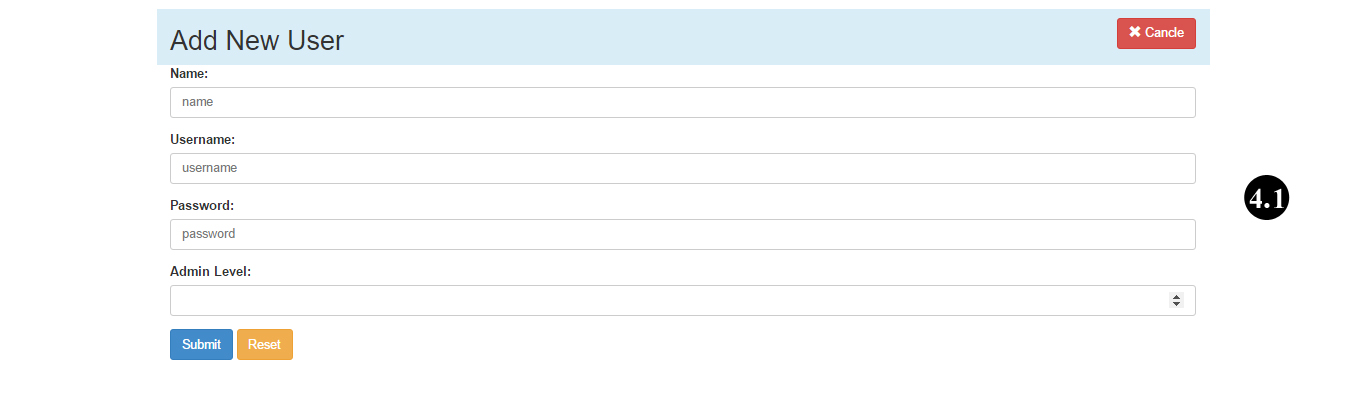 Add New User
✖ Cancle
Name:
name
Username:
username
4.1
Password:
password
Admin Level:
Submit Reset